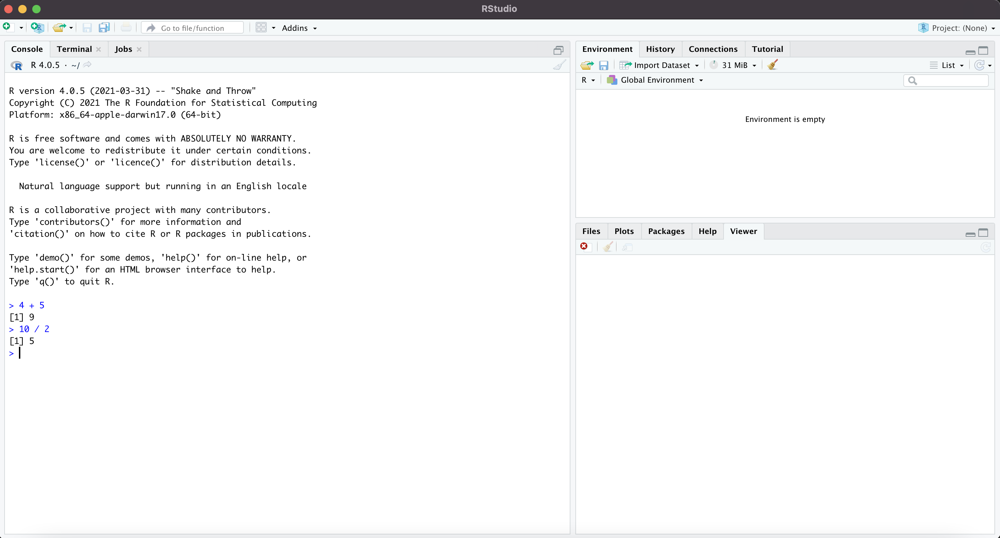 RStudio
Go to file/function
Addins
R Project: (None)
Console Terminal Jobs
R R 4.0.5 · ~/
R version 4.0.5 (2021-03-31) -- "Shake and Throw"
Copyright (C) 2021 The R Foundation for Statistical Computing
Platform: x86_64-apple-darwin17.0 (64-bit)
R is free software and comes with ABSOLUTELY NO WARRANTY.
You are welcome to redistribute it under certain conditions.
Type 'license()' or 'licence()' for distribution details.
Natural language support but running in an English locale
R is a collaborative project with many contributors.
Type 'contributors()' for more information and
'citation()' on how to cite R or R packages in publications.
Type 'demo()' for some demos, 'help()' for on-line help, or
'help.start()' for an HTML browser interface to help.
Type 'q()' to quit R.
> 4 + 5
[1] 9
> 10 / 2
[1] 5
>
Environment History Connections Tutorial
Import Dataset 31 MiB List
R Global Environment
Environment is empty
Files Plots Packages Help Viewer